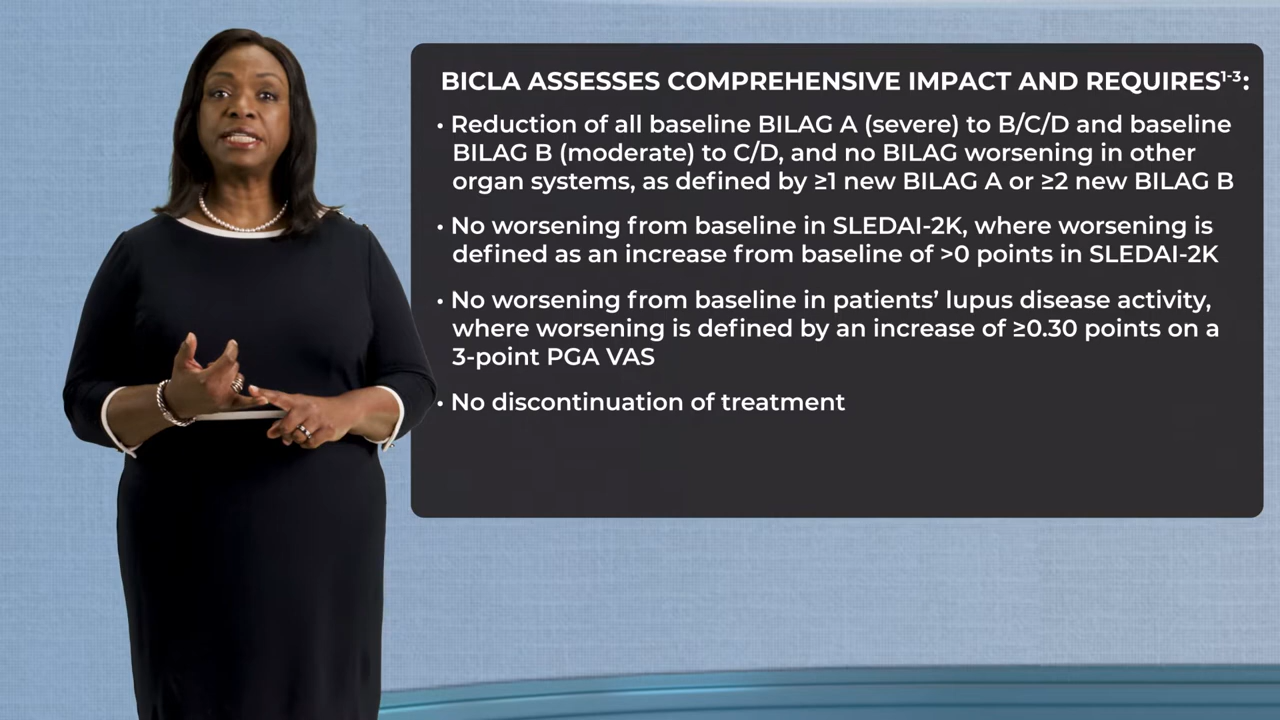 BICLA ASSESSES COMPREHENSIVE IMPACT AND REQUIRES¹⁻³:
• Reduction of all baseline BILAG A (severe) to B/C/D and baseline
BILAG B (moderate) to C/D, and no BILAG worsening in other
organ systems, as defined by ≥1 new BILAG A or ≥2 new BILAG B
• No worsening from baseline in SLEDAI-2K, where worsening is
defined as an increase from baseline of >0 points in SLEDAI-2K
• No worsening from baseline in patients’ lupus disease activity,
where worsening is defined by an increase of ≥0.30 points on a
3-point PGA VAS
• No discontinuation of treatment